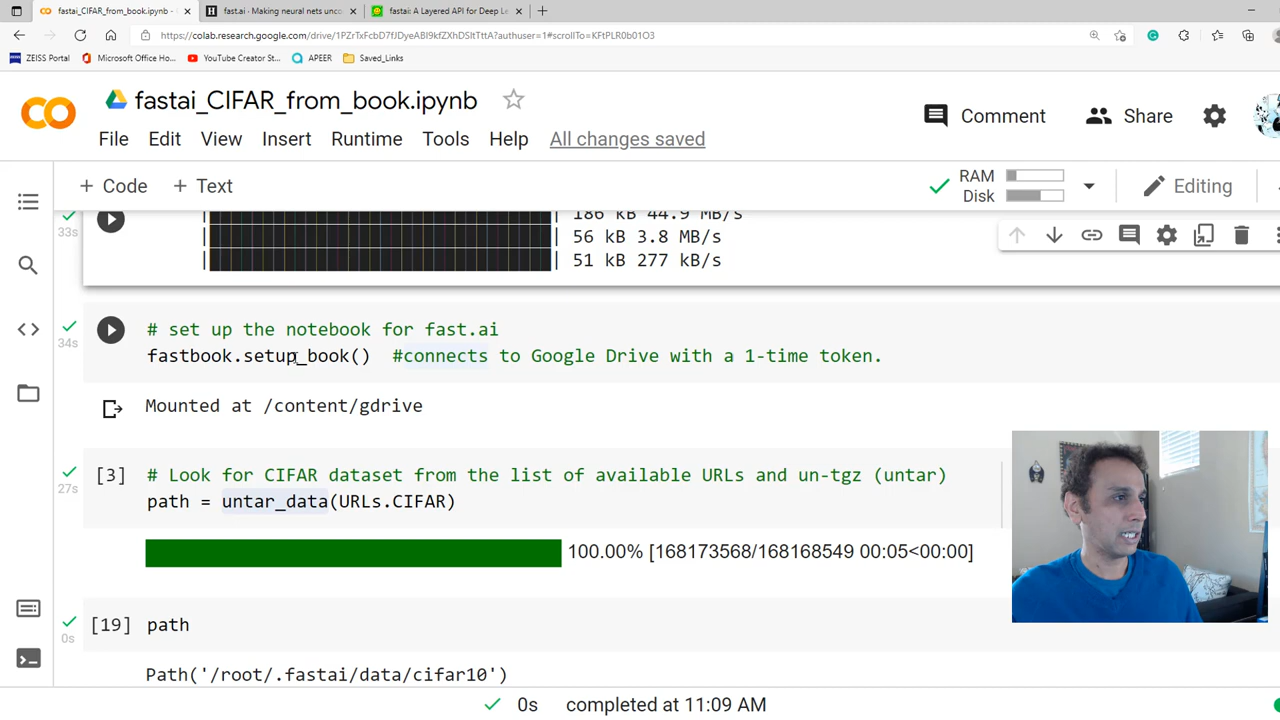 fastai_CIFAR_from_book.ipynb -
fast.ai · Making neural nets unco
fastai: A Layered API for Deep Le
https://colab.research.google.com/drive/1PZrTxFcbD7fJDyeABI9kfZXhDSltTttA?authuser=1#scrollTo=KFtPLR0b01O3
ZEISS Portal
Microsoft Office Ho...
YouTube Creator St...
APEER
Saved_Links
fastai_CIFAR_from_book.ipynb
Comment
Share
File Edit View Insert Runtime Tools Help All changes saved
+ Code + Text
RAM
Disk
Editing
186 kB 44.9 MB/s
33s
56 kB 3.8 MB/s
51 kB 277 kB/s
# set up the notebook for fast.ai
34s
fastbook.setup_book() #connects to Google Drive with a 1-time token.
Mounted at /content/gdrive
[3] # Look for CIFAR dataset from the list of available URLs and un-tgz (untar)
27s
path = untar_data(URLs.CIFAR)
100.00% [168173568/168168549 00:05<00:00]
[19] path
0s
Path('/root/.fastai/data/cifar10')
0s completed at 11:09 AM